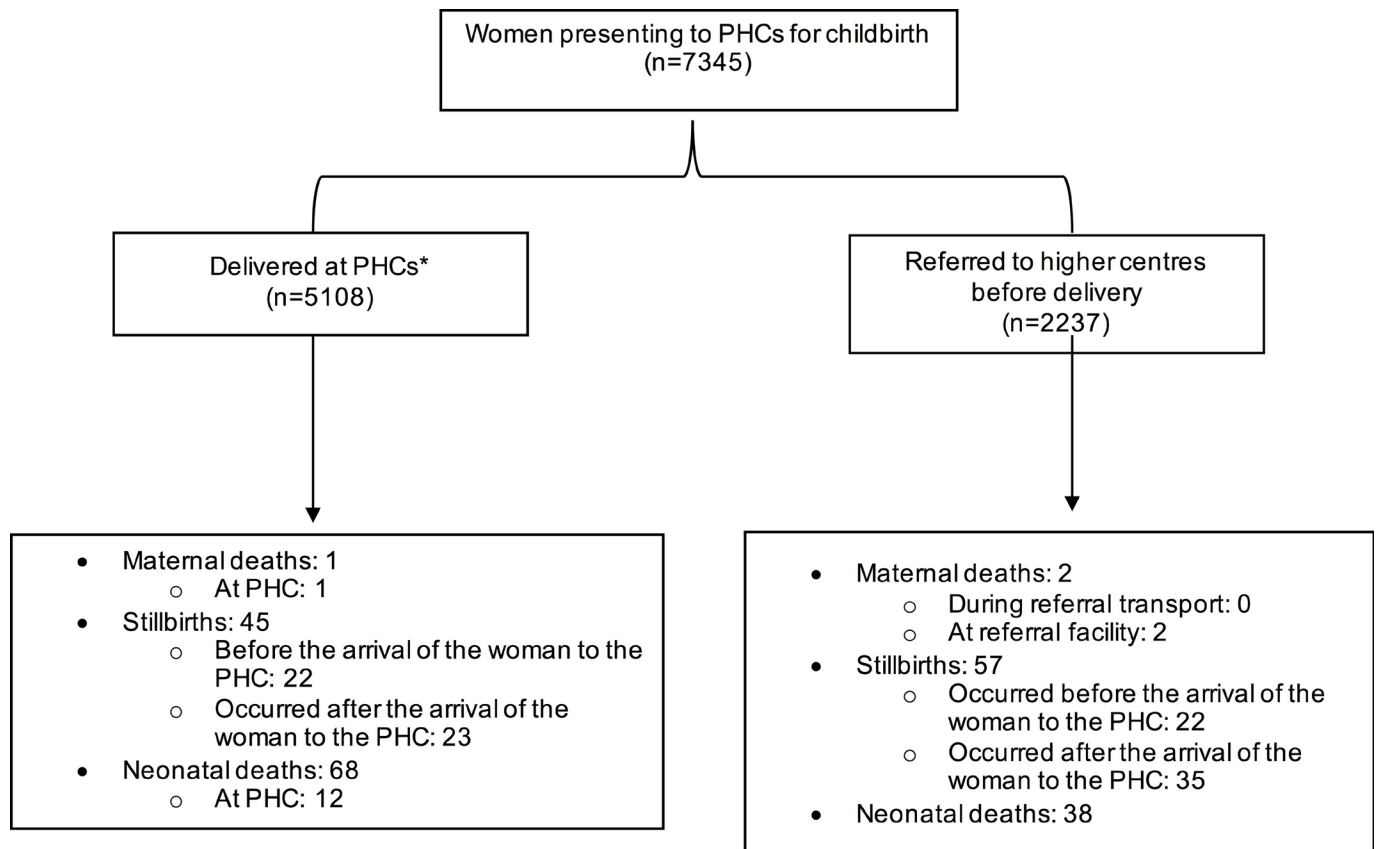 Women presenting to PHCs for childbirth
(n=7345)
Delivered at PHCs*
(n=5108)
Referred to higher centres
before delivery
(n=2237)
• Maternal deaths: 1
o At PHC: 1
• Stillbirths: 45
o Before the arrival of the woman to the
PHC: 22
o Occurred after the arrival of the
woman to the PHC: 23
• Neonatal deaths: 68
o At PHC: 12
• Maternal deaths: 2
o During referral transport: 0
o At referral facility: 2
• Stillbirths: 57
o Occurred before the arrival of the
woman to the PHC: 22
o Occurred after the arrival of the
woman to the PHC: 35
• Neonatal deaths: 38